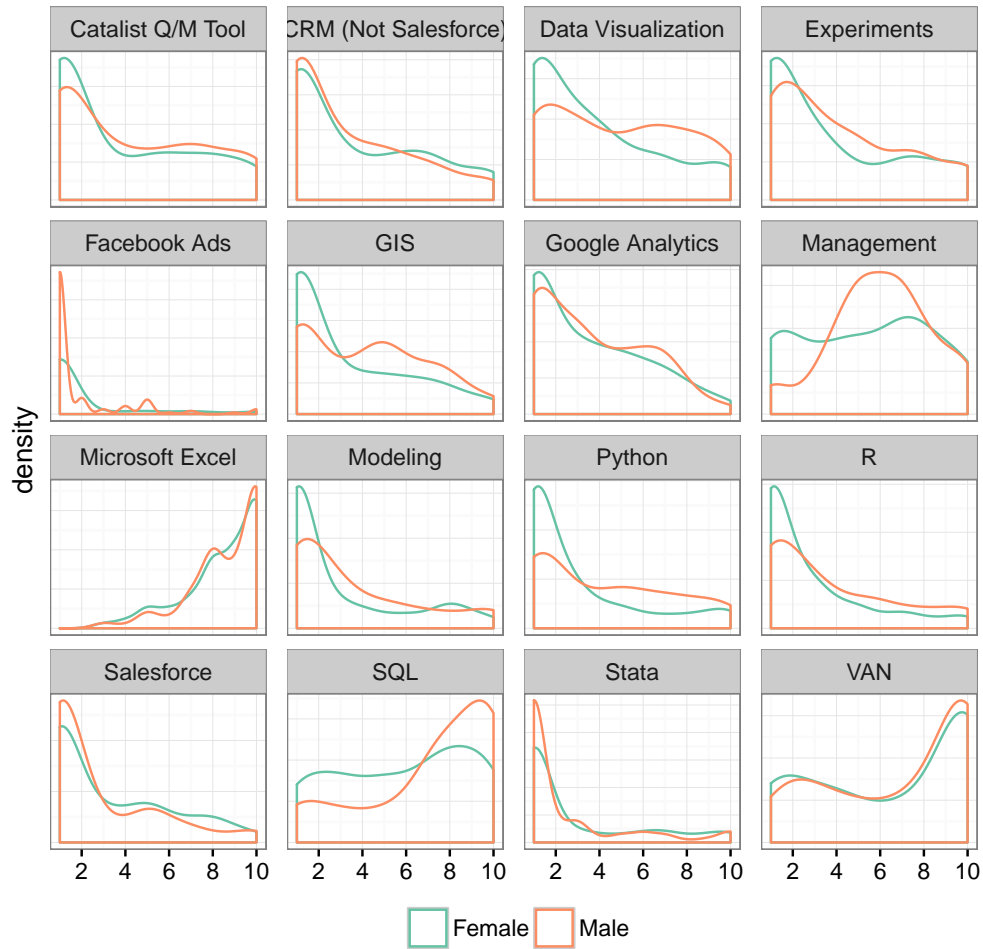 Catalist Q/M Tool
CRM (Not Salesforce)
Data Visualization
Experiments
Facebook Ads
GIS
Google Analytics
Management
density
Microsoft Excel
Modeling
Python
R
Salesforce
SQL
Stata
VAN
2 4 6 8 10 2 4 6 8 10 2 4 6 8 10 2 4 6 8 10
Female Male